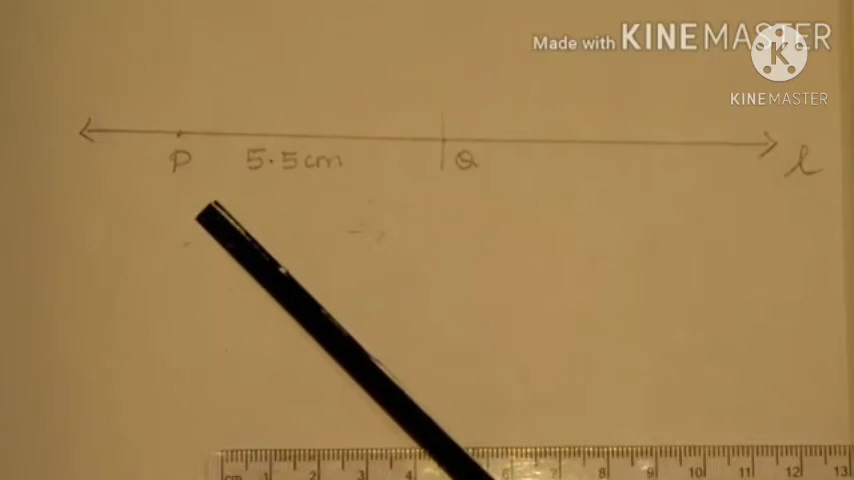 Made with KINEMASTER
K
KINEMASTER
P 5.5cm Q l
cm 1 2 3 4 6 7 8 9 10 11 12 13